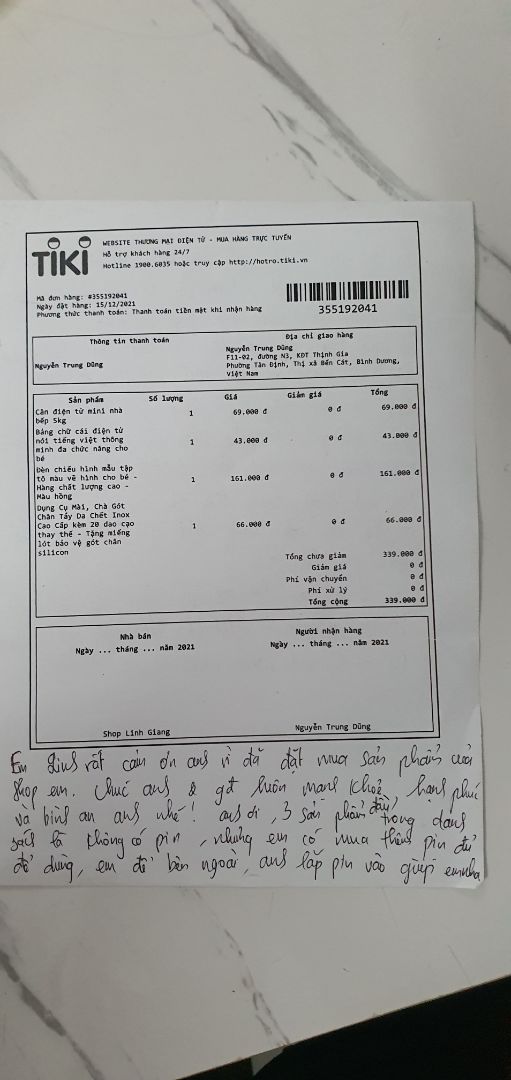 TiKi
WEBSITE THƯƠNG MẠI ĐIỆN TỬ - MUA HÀNG TRỰC TUYẾN
Hỗ trợ khách hàng 24/7
Hotline 1900.6035 hoặc truy cập http://hotro.tiki.vn
Mã đơn hàng: #355192041
Ngày đặt hàng: 15/12/2021
Phương thức thanh toán: Thanh toán tiền mặt khi nhận hàng
355192041
Thông tin thanh toán Địa chỉ giao hàng
Nguyễn Trung Dũng
Nguyễn Trung Dũng
F11-02, đường N3, KĐT Thịnh Gia
Phường Tân Định, Thị xã Bến Cát, Bình Dương,
Việt Nam
Sản phẩm Số lượng Giá Giảm giá Tổng
Cân điện tử mini nhà 1 69.000 đ 0 đ 69.000 đ
bếp 5kg
Bảng chữ cái điện tử
nói tiếng việt thông 1 43.000 đ 0 đ 43.000 đ
minh đa chức năng cho
bé
Đèn chiếu hình mẫu tập
tô màu vẽ hình cho bé - 1 161.000 đ 0 đ 161.000 đ
Hàng chất lượng cao -
Màu hồng
Dụng Cụ Mài, Chà Gót
Chân Tẩy Da Chết Inox
Cao Cấp kèm 20 dao cạo 1 66.000 đ 0 đ 66.000 đ
thay thế - Tặng miếng
lót bảo vệ gót chân
silicon
Tổng chưa giảm 339.000 đ
Giảm giá 0 đ
Phí vận chuyển 0 đ
Phí xử lý 0 đ
Tổng cộng 339.000 đ
Nhà bán Người nhận hàng
Ngày ... tháng ... năm 2021 Ngày ... tháng ... năm 2021
Shop Linh Giang Nguyễn Trung Dũng
Em rất cảm ơn anh vì đã đặt mua sản phẩm của
shop em. Chúc anh & gđ luôn mạnh khoẻ, hạnh phúc
và bình an anh nhé! anh ơi, 3 sản phẩm đầu trong danh
sách là không có pin, nhưng em có mua thêm pin đủ
để dùng, em để bên ngoài, anh lắp pin vào giúp em nha